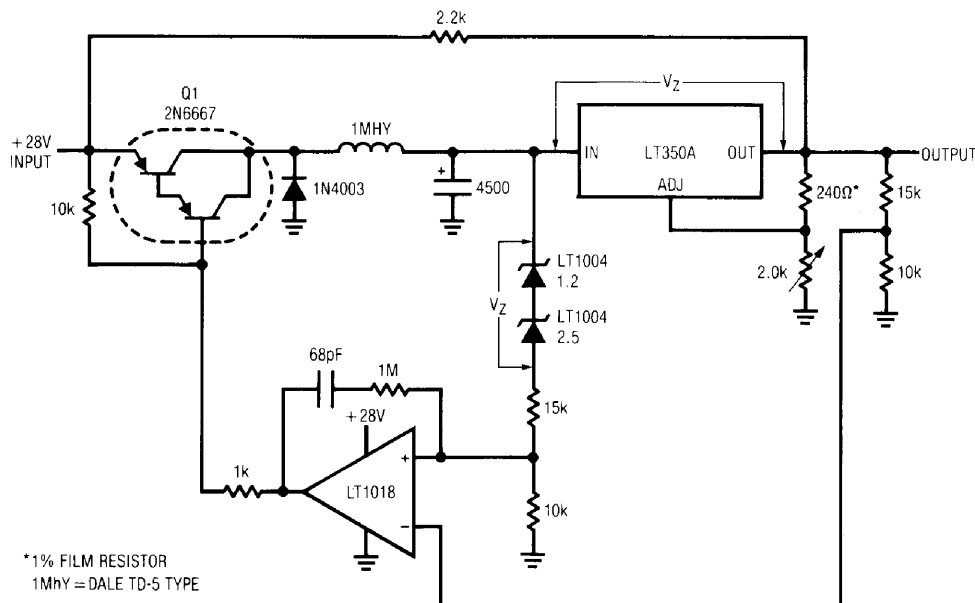 2.2k
Q1
2N6667
VZ
+28V
INPUT
1MHY
IN
LT350A
OUT
ADJ
OUTPUT
1N4003
+
4500
240Ω*
15k
10k
2.0k
10k
VZ
LT1004
1.2
LT1004
2.5
68pF
1M
15k
+28V
1k
+
LT1018
−
10k
*1% FILM RESISTOR
1MhY = DALE TD-5 TYPE